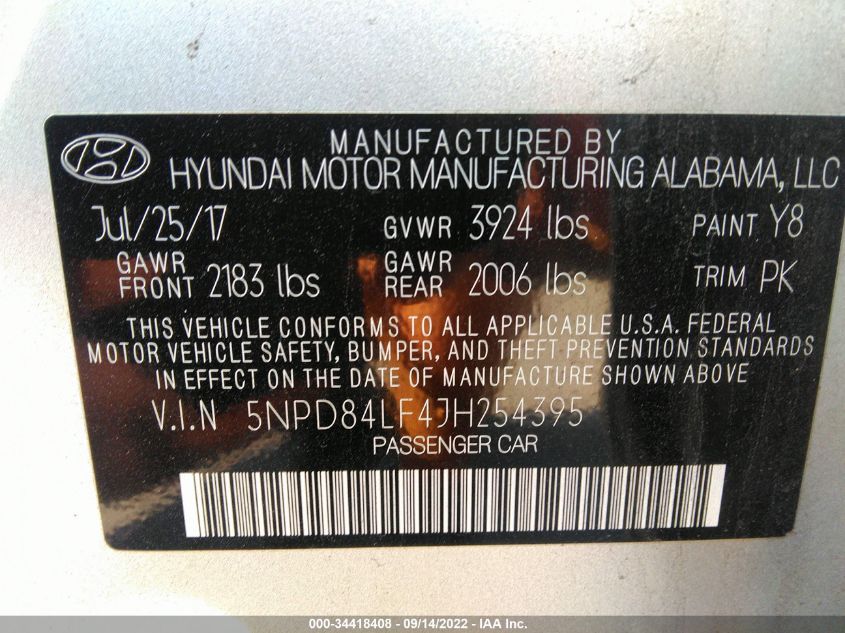 MANUFACTURED BY
HYUNDAI MOTOR MANUFACTURING ALABAMA, LLC
Jul/25/17 GVWR 3924 lbs PAINT Y8
GAWR FRONT 2183 lbs GAWR REAR 2006 lbs TRIM PK
THIS VEHICLE CONFORMS TO ALL APPLICABLE U.S.A. FEDERAL
MOTOR VEHICLE SAFETY, BUMPER, AND THEFT PREVENTION STANDARDS
IN EFFECT ON THE DATE OF MANUFACTURE SHOWN ABOVE
V.I.N 5NPD84LF4JH254395
PASSENGER CAR
000-34418408 - 09/14/2022 - IAA Inc.